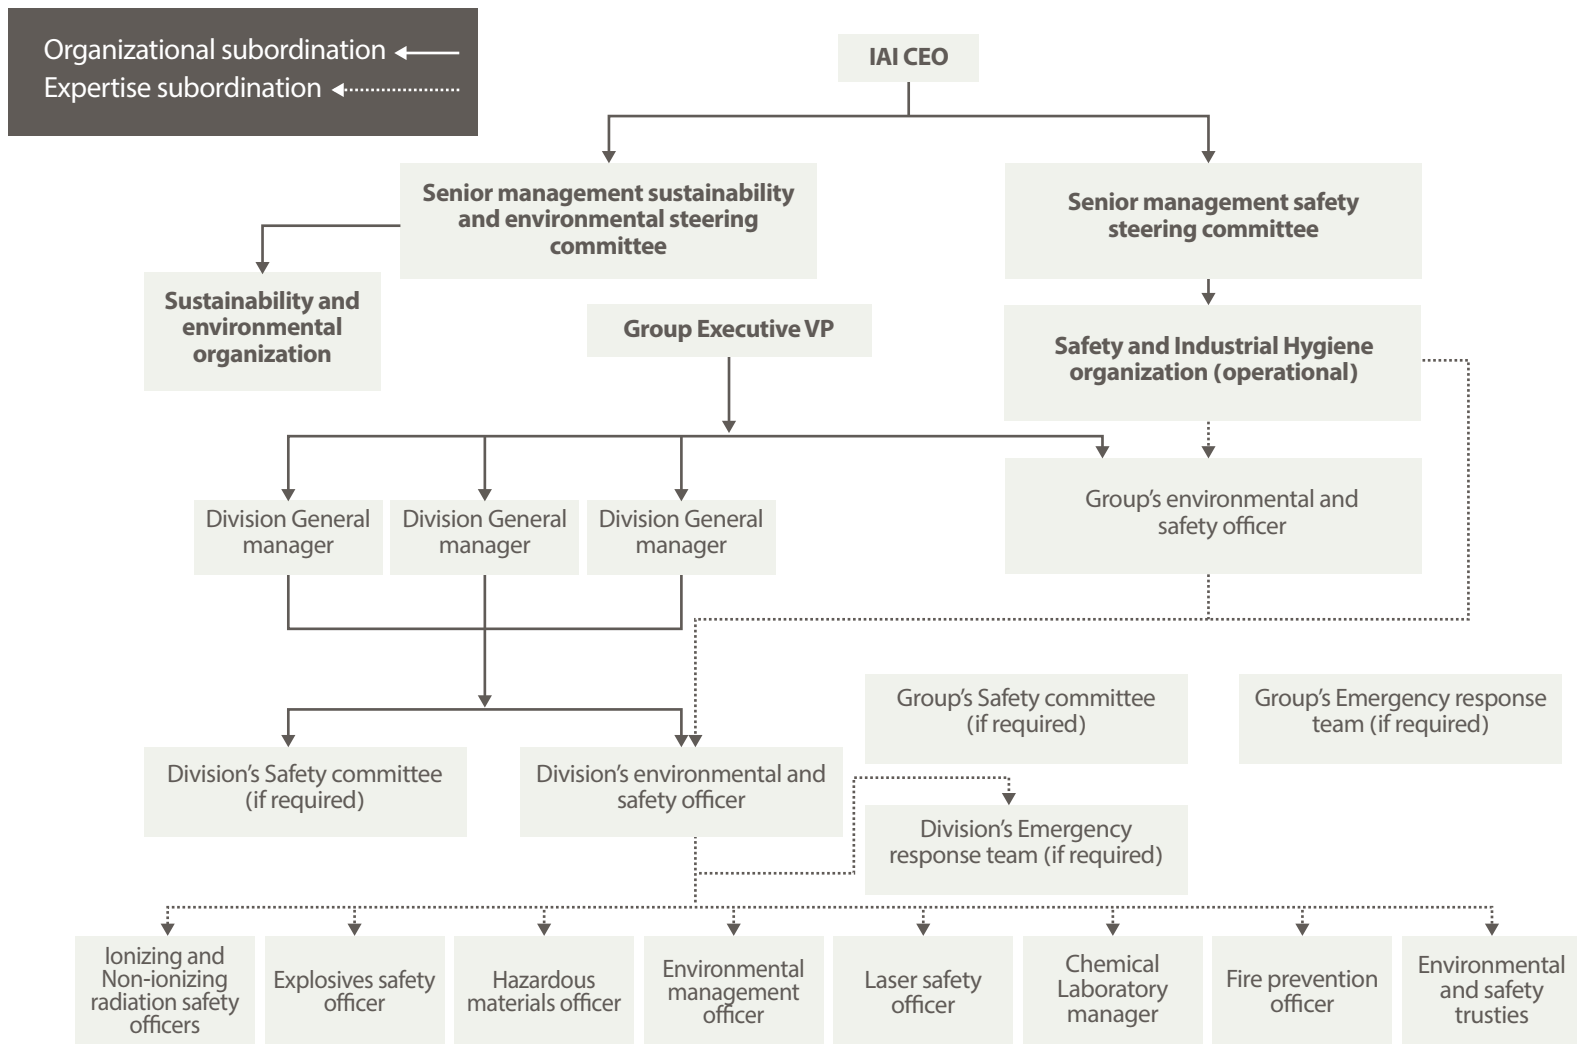 Organizational subordination
Expertise subordination
IAI CEO
Senior management sustainability
and environmental steering
committee
Senior management safety
steering committee
Sustainability and
environmental
organization
Group Executive VP
Safety and Industrial Hygiene
organization (operational)
Division General
manager
Division General
manager
Division General
manager
Group's environmental and
safety officer
Group's Safety committee
(if required)
Group's Emergency response
team (if required)
Division's Safety committee
(if required)
Division's environmental and
safety officer
Division's Emergency
response team (if required)
Ionizing and
Non-ionizing
radiation safety
officers
Explosives safety
officer
Hazardous
materials officer
Environmental
management
officer
Laser safety
officer
Chemical
Laboratory
manager
Fire prevention
officer
Environmental
and safety
trusties